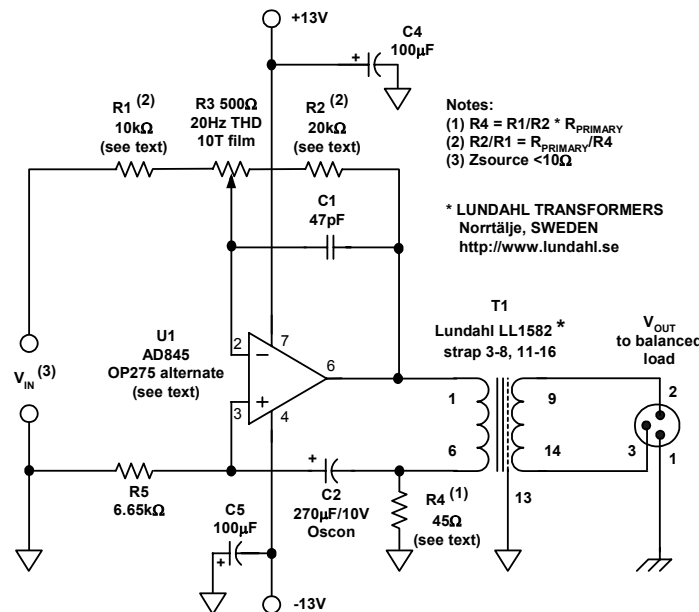 +13V
C4
100µF
+
R1 (2)
10kΩ
(see text)
R3 500Ω
20Hz THD
10T film
R2 (2)
20kΩ
(see text)
Notes:
(1) R4 = R1/R2 * RPRIMARY
(2) R2/R1 = RPRIMARY/R4
(3) Zsource <10Ω
* LUNDAHL TRANSFORMERS
Norrtälje, SWEDEN
http://www.lundahl.se
C1
47pF
T1
Lundahl LL1582 *
strap 3-8, 11-16
VOUT
to balanced
load
U1
AD845
OP275 alternate
(see text)
VIN (3)
2
7
6
3
4
−
+
1
6
9
14
13
2
3
1
R5
6.65kΩ
+
C2
270µF/10V
Oscon
R4 (1)
45Ω
(see text)
C5
100µF
+
-13V